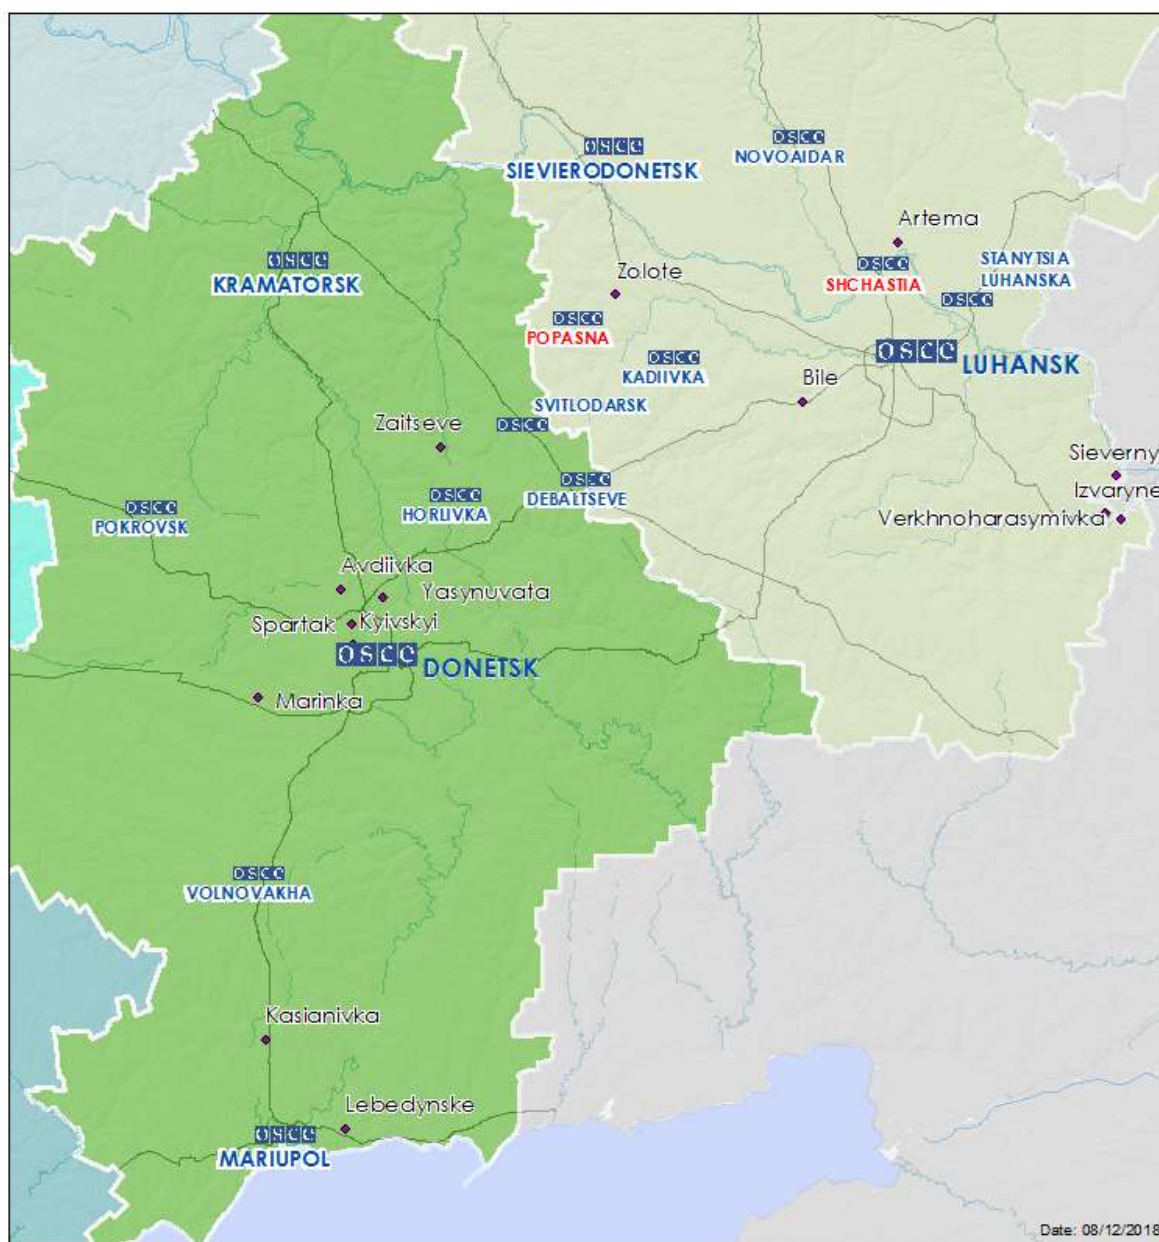 OSCE
NOVOAIDAR
OSCE
SIEVIERODONETSK
Artema
OSCE
KRAMATORSK
Zolote
OSCE
SHCHASTIA
STANYTSIA
LUHANSKA
OSCE
OSCE
POPASNA
OSCE
LUHANSK
OSCE
KADIIVKA
Bile
SVITLODARSK
OSCE
Zaitseve
Sieverny
OSCE
DEBALTSEVE
OSCE
HORLIVKA
Izvaryne
OSCE
POKROVSK
Verkhnoharasymivka
Avdiivka
Yasynuvata
Spartak
Kyivskyi
OSCE
DONETSK
Marinka
OSCE
VOLNOVAKHA
Kasianivka
Lebedynske
OSCE
MARIUPOL
Date: 08/12/2018